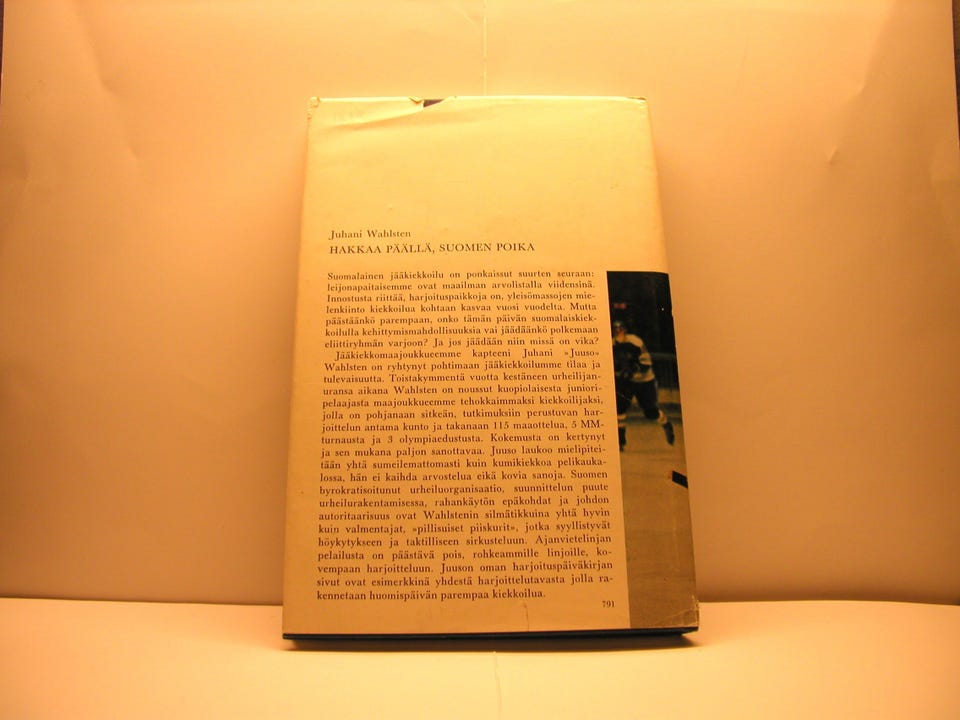 Juhani Wahlsten
HAKKAA PÄÄLLÄ, SUOMEN POIKA
Suomalainen jääkiekkoilu on ponkaissut suurten seuraan:
leijonapaitaisemme ovat maailman arvolistalla viidensinä.
Innostusta riittää, harjoituspaikkoja on, yleisömassojen mie-
lenkiinto kiekkoilua kohtaan kasvaa vuosi vuodelta. Mutta
päästäänkö parempaan, onko tämän päivän suomalaiskiek-
koilulla kehittymismahdollisuuksia vai jäädäänkö polkemaan
eliittiryhmän varjoon? Ja jos jäädään niin missä on vika?
Jääkiekkomaajoukkueemme kapteeni Juhani »Juuso»
Wahlsten on ryhtynyt pohtimaan jääkiekkoilumme tilaa ja
tulevaisuutta. Toistakymmentä vuotta kestäneen urheilijan-
uransa aikana Wahlsten on noussut kuopiolaisesta juniori-
pelaajasta maajoukkueemme tehokkaimmaksi kiekkoilijaksi,
jolla on pohjanaan sitkeän, tutkimuksiin perustuvan har-
joittelun antama kunto ja takanaan 115 maaottelua, 5 MM-
turnausta ja 3 olympiaedustusta. Kokemusta on kertynyt
ja sen mukana paljon sanottavaa. Juuso laukoo mielipitei-
tään yhtä sumeilemattomasti kuin kumikiekkoa pelikauka-
lossa, hän ei kaihda arvostelua eikä kovia sanoja. Suomen
byrokratisoitunut urheiluorganisaatio, suunnittelun puute
urheilurakentamisessa, rahankäytön epäkohdat ja johdon
autoritaarisuus ovat Wahlstenin silmätikkuina yhtä hyvin
kuin valmentajat, »pillisuiset piiskurit», jotka syyllistyvät
höykytykseen ja taktilliseen sirkusteluun. Ajanvietelinjan
pelailusta on päästävä pois, rohkeammille linjoille, ko-
vempaan harjoitteluun. Juuson oman harjoituspäiväkirjan
sivut ovat esimerkkinä yhdestä harjoittelutavasta jolla ra-
kennetaan huomispäivän parempaa kiekkoilua.
791